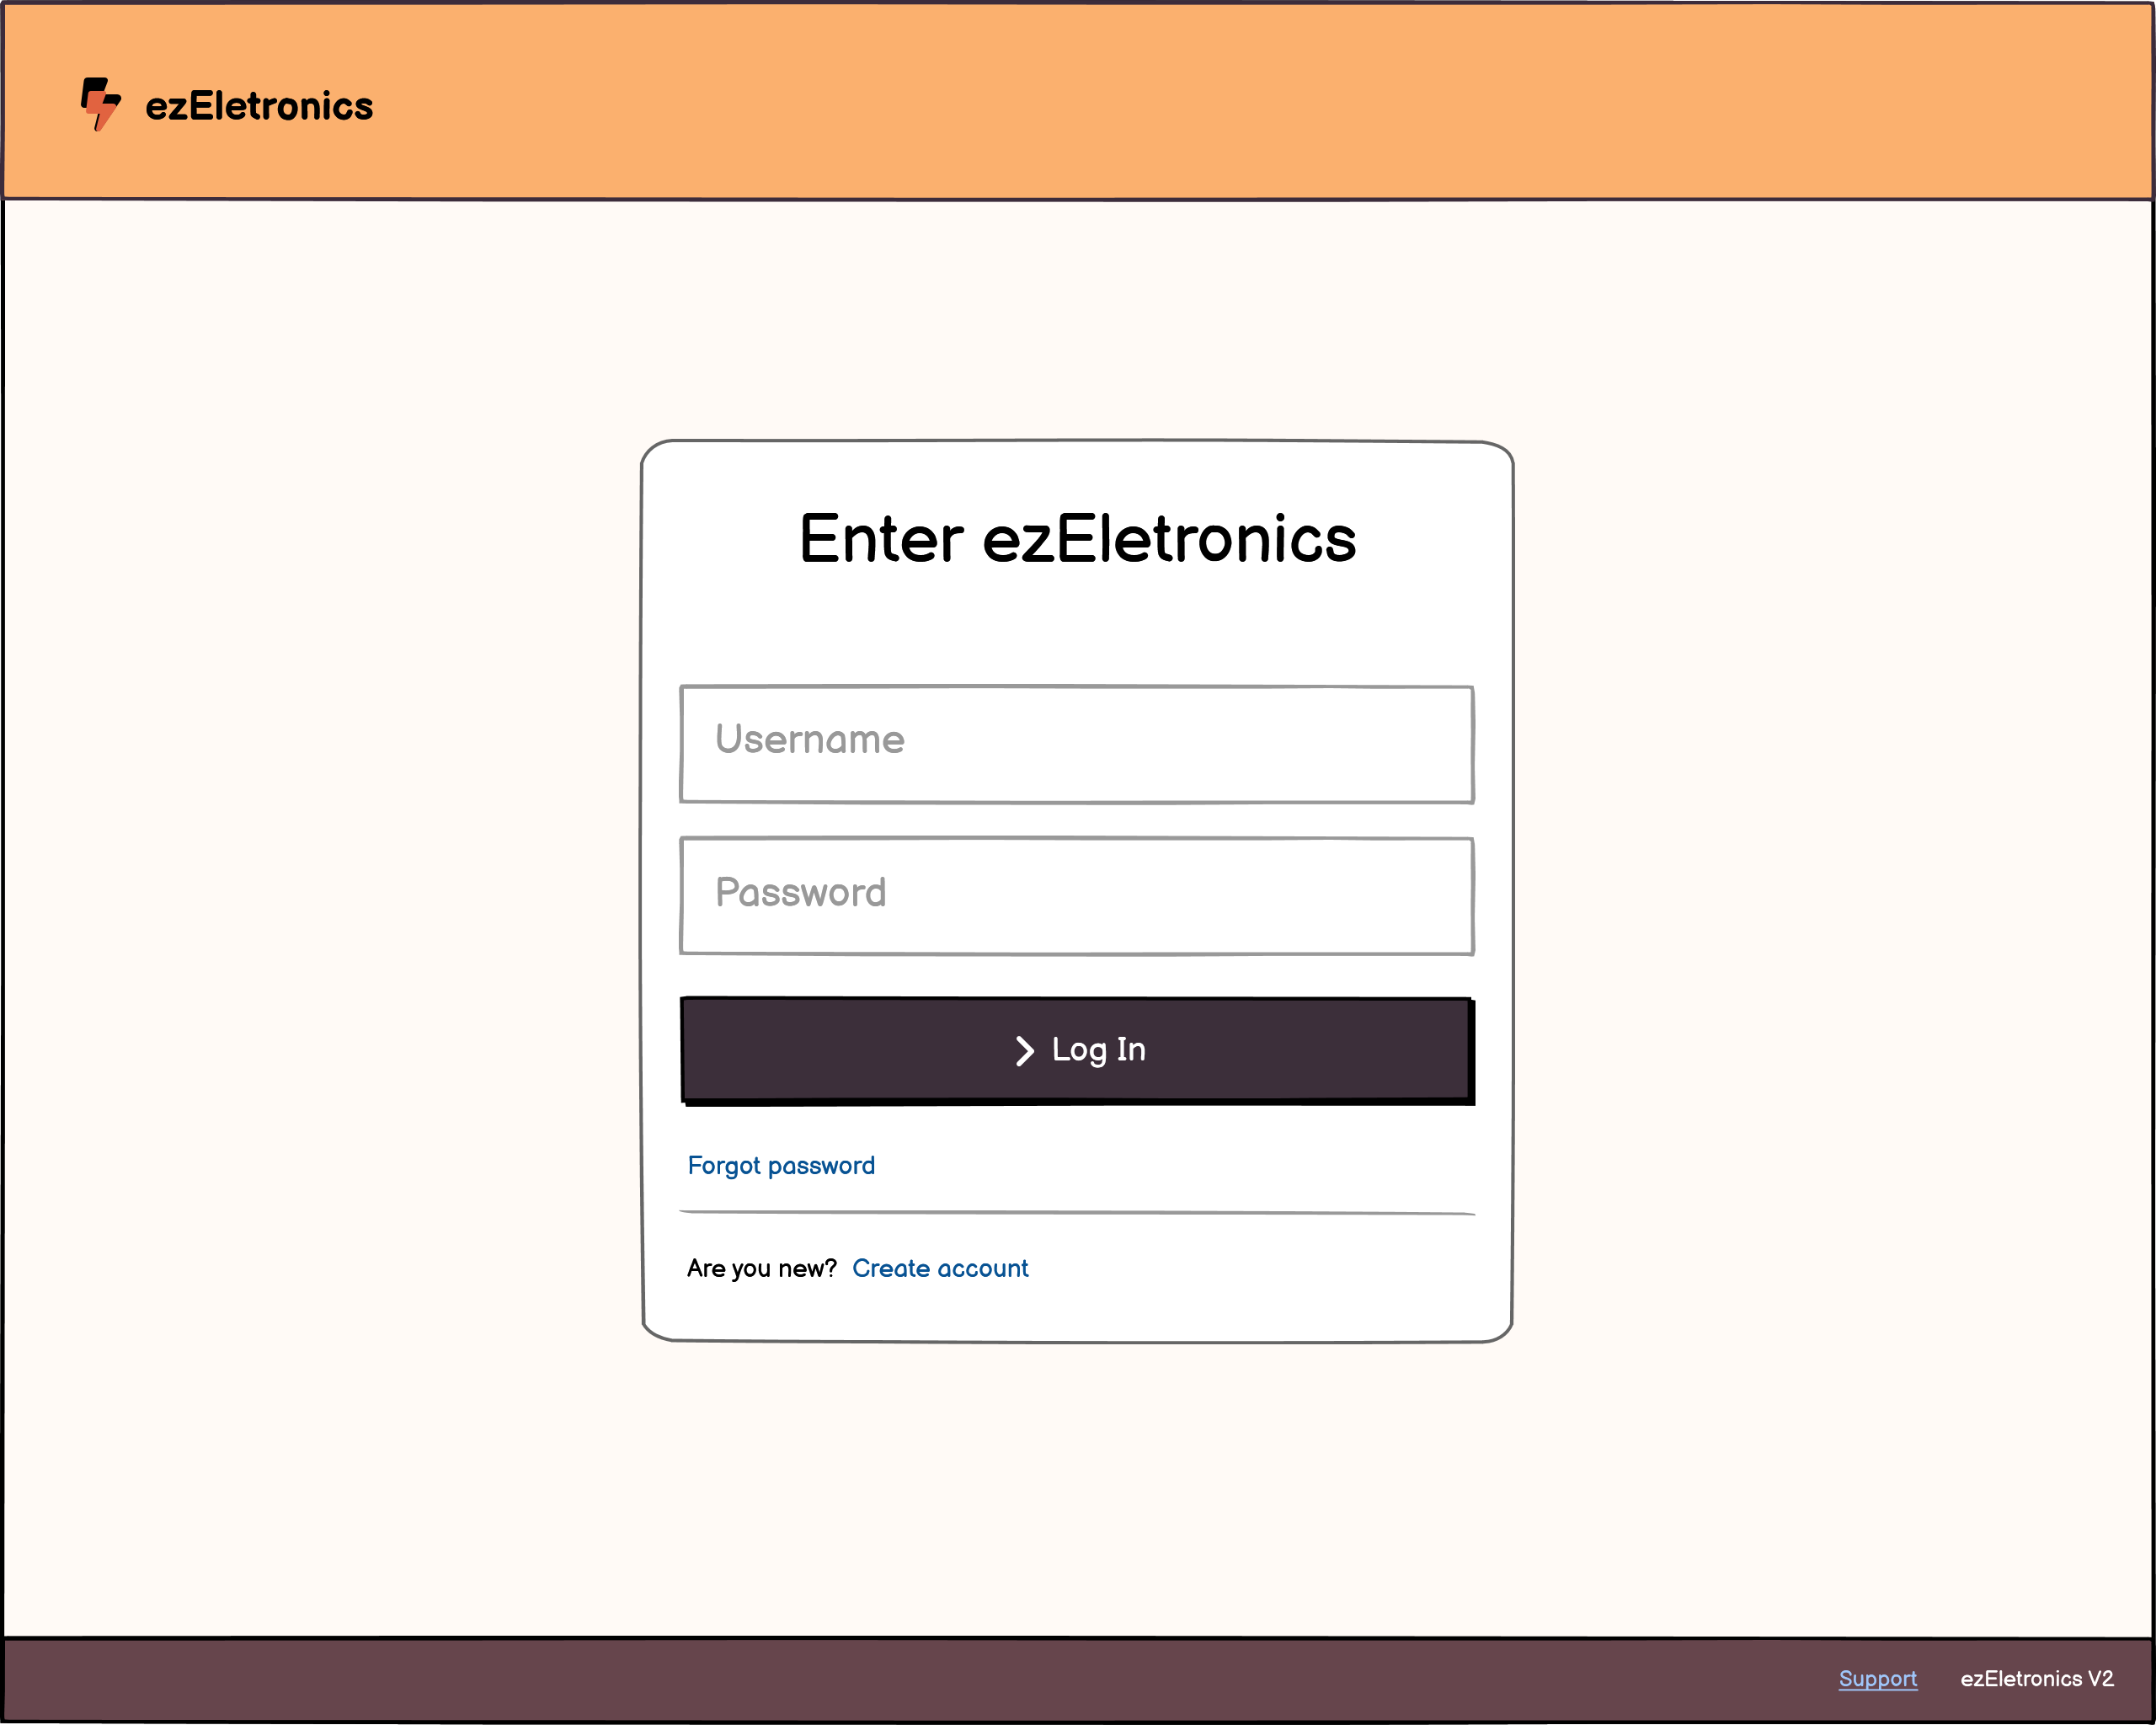 ezEletronics
Enter ezEletronics
Username
Password
Log In
Forgot password
Are you new? Create account
Support ezEletronics V2